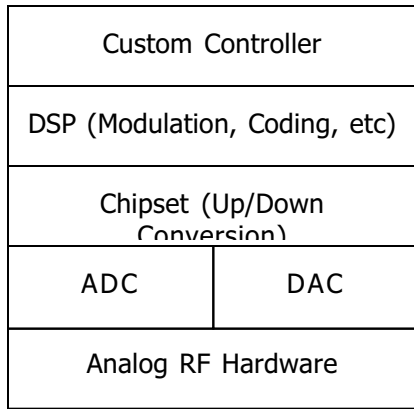 Custom Controller
DSP (Modulation, Coding, etc)
Chipset (Up/Down
Conversion)
ADC DAC
Analog RF Hardware